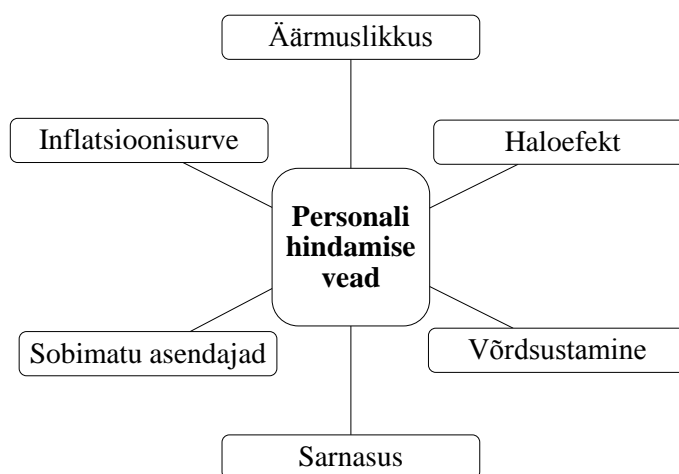 Äärmuslikkus
Inflatsioonisurve
Haloefekt
Personali
hindamise
vead
Sobimatu asendajad
Võrdsustamine
Sarnasus